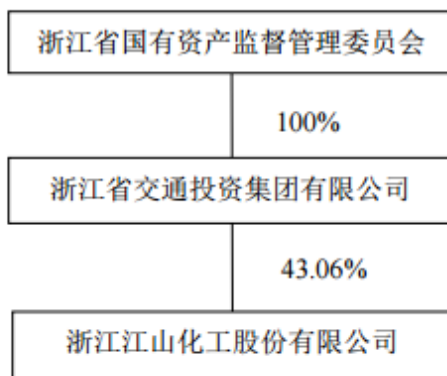 浙江省国有资产监督管理委员会
100%
浙江省交通投资集团有限公司
43.06%
浙江江山化工股份有限公司